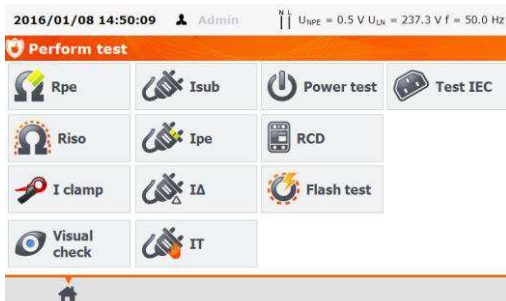 2016/01/08 14:50:09 Admin N L UNPE = 0.5 V ULN = 237.3 V f = 50.0 Hz
Perform test
Rpe Isub Power test Test IEC
Riso Ipe RCD
I clamp IΔ Flash test
Visual
check IT